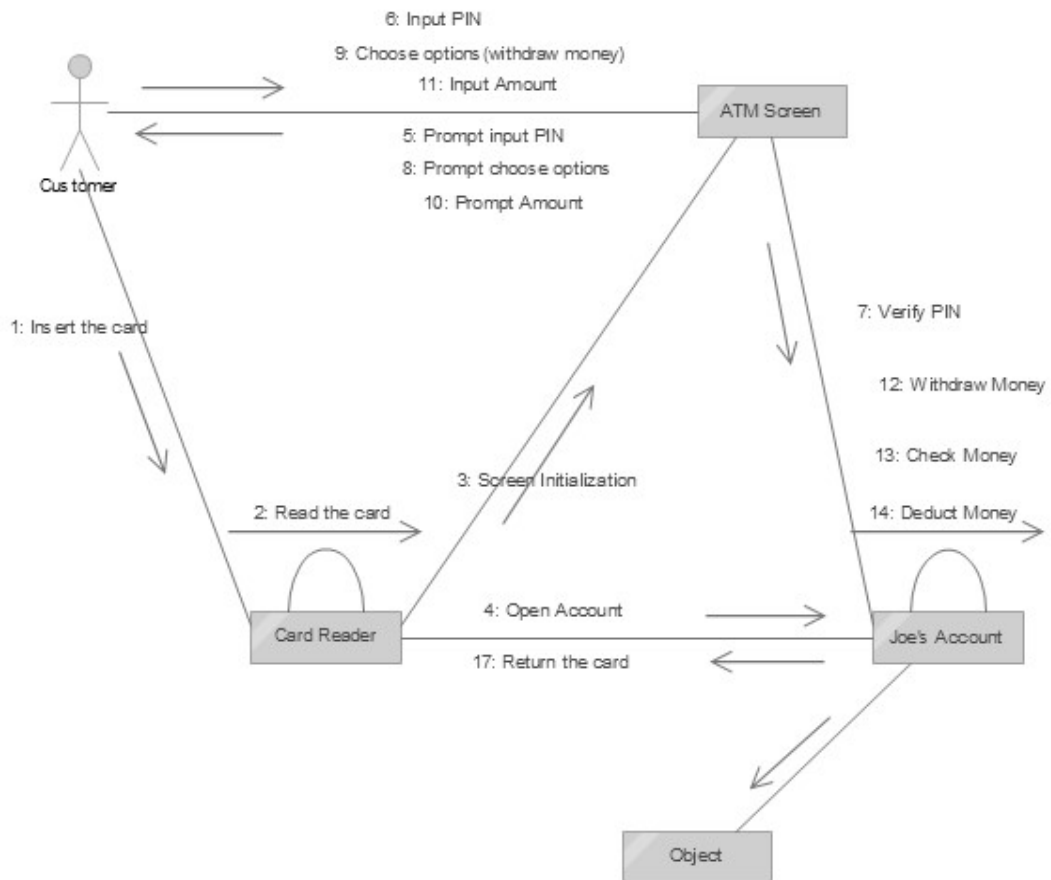 6: Input PIN
9: Choose options (withdraw money)
11: Input Amount
ATM Screen
5: Prompt input PIN
8: Prompt choose options
10: Prompt Amount
Customer
1: Insert the card
7: Verify PIN
12: Withdraw Money
13: Check Money
3: Screen Initialization
2: Read the card
14: Deduct Money
4: Open Account
Card Reader
Joe's Account
17: Return the card
Object